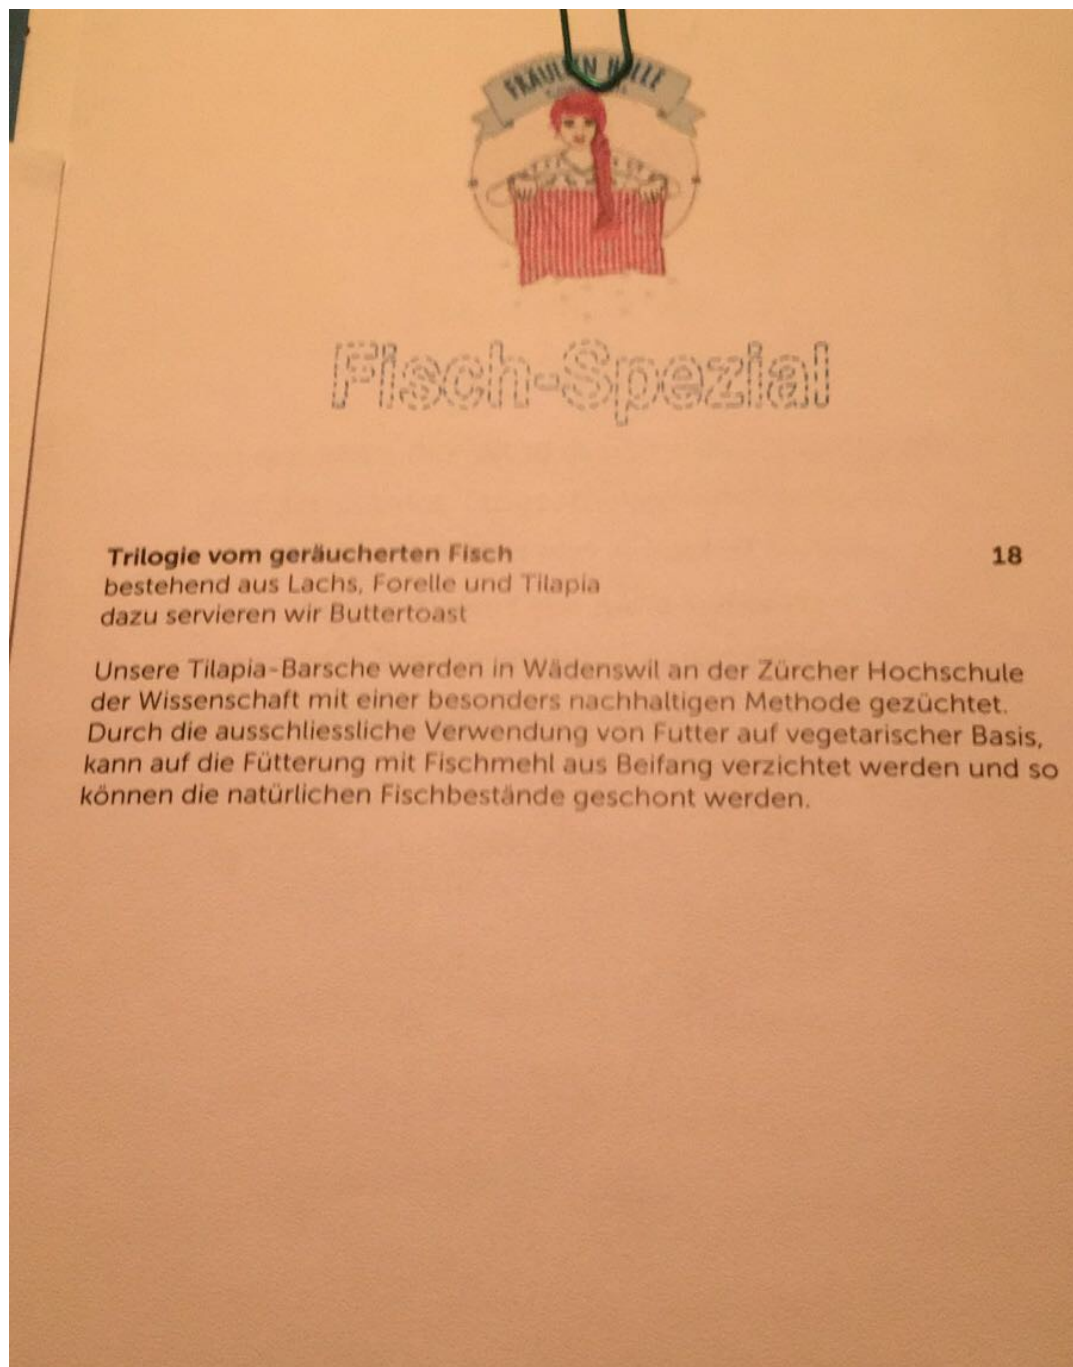 FRÄULEIN HOLLE
Fisch-Spezial
Trilogie vom geräucherten Fisch 18
bestehend aus Lachs, Forelle und Tilapia
dazu servieren wir Buttertoast
Unsere Tilapia-Barsche werden in Wädenswil an der Zürcher Hochschule
der Wissenschaft mit einer besonders nachhaltigen Methode gezüchtet.
Durch die ausschliessliche Verwendung von Futter auf vegetarischer Basis,
kann auf die Fütterung mit Fischmehl aus Beifang verzichtet werden und so
können die natürlichen Fischbestände geschont werden.